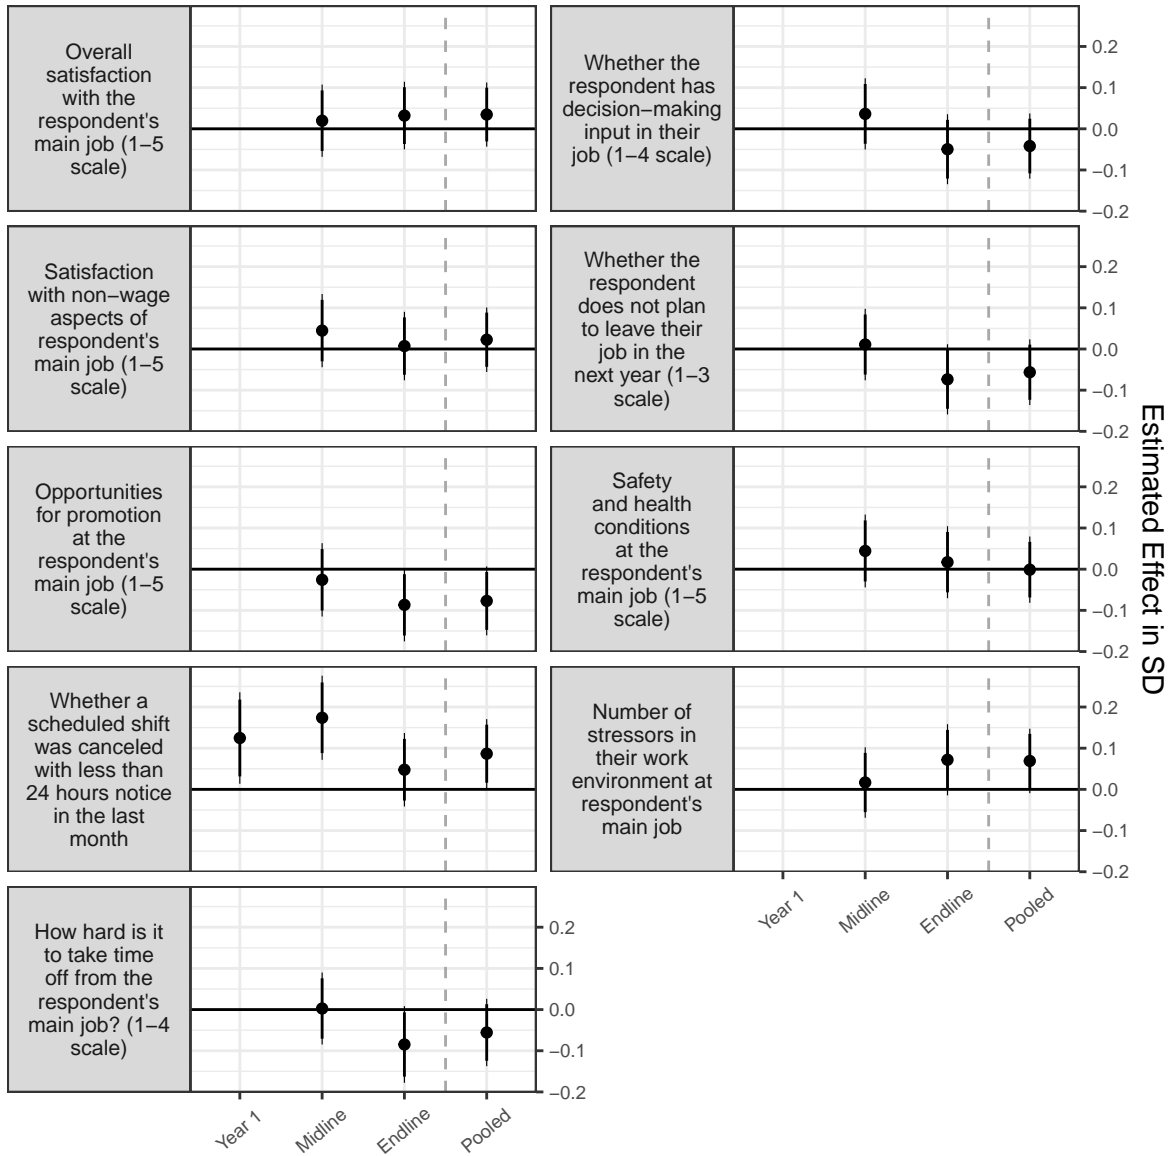 Overall
satisfaction
with the
respondent's
main job (1−5
scale)
Whether the
respondent has
decision−making
input in their
job (1−4 scale)
0.2
0.1
0.0
−0.1
−0.2
Satisfaction
with non−wage
aspects of
respondent's
main job (1−5
scale)
Whether the
respondent
does not plan
to leave their
job in the
next year (1−3
scale)
0.2
0.1
0.0
−0.1
−0.2
Opportunities
for promotion
at the
respondent's
main job (1−5
scale)
Safety
and health
conditions
at the
respondent's
main job (1−5
scale)
0.2
0.1
0.0
−0.1
−0.2
Whether a
scheduled shift
was canceled
with less than
24 hours notice
in the last
month
Number of
stressors in
their work
environment at
respondent's
main job
0.2
0.1
0.0
−0.1
−0.2
Year 1
Midline
Endline
Pooled
How hard is it
to take time
off from the
respondent's
main job? (1−4
scale)
0.2
0.1
0.0
−0.1
−0.2
Year 1
Midline
Endline
Pooled
Estimated Effect in SD